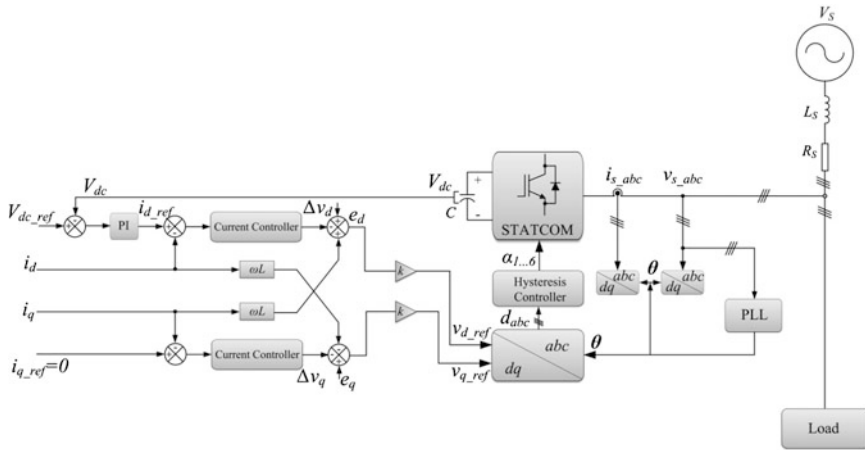 V_S
L_S
R_S
V_dc
V_dc
+
-
C
STATCOM
i_s_abc
v_s_abc
V_dc_ref
PI
i_d_ref
Current Controller
Δv_d
e_d
i_d
ωL
k
α_1...6
Hysteresis
Controller
abc
dq
θ
abc
dq
PLL
i_q
ωL
k
d_abc
v_d_ref
abc
dq
θ
i_q_ref=0
Current Controller
Δv_q
e_q
v_q_ref
Load